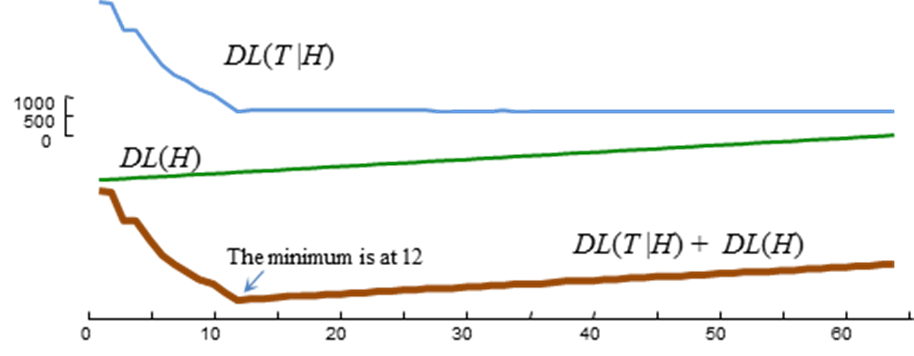 DL(T |H)
1000
500
0
DL(H)
The minimum is at 12
DL(T |H) + DL(H)
0 10 20 30 40 50 60